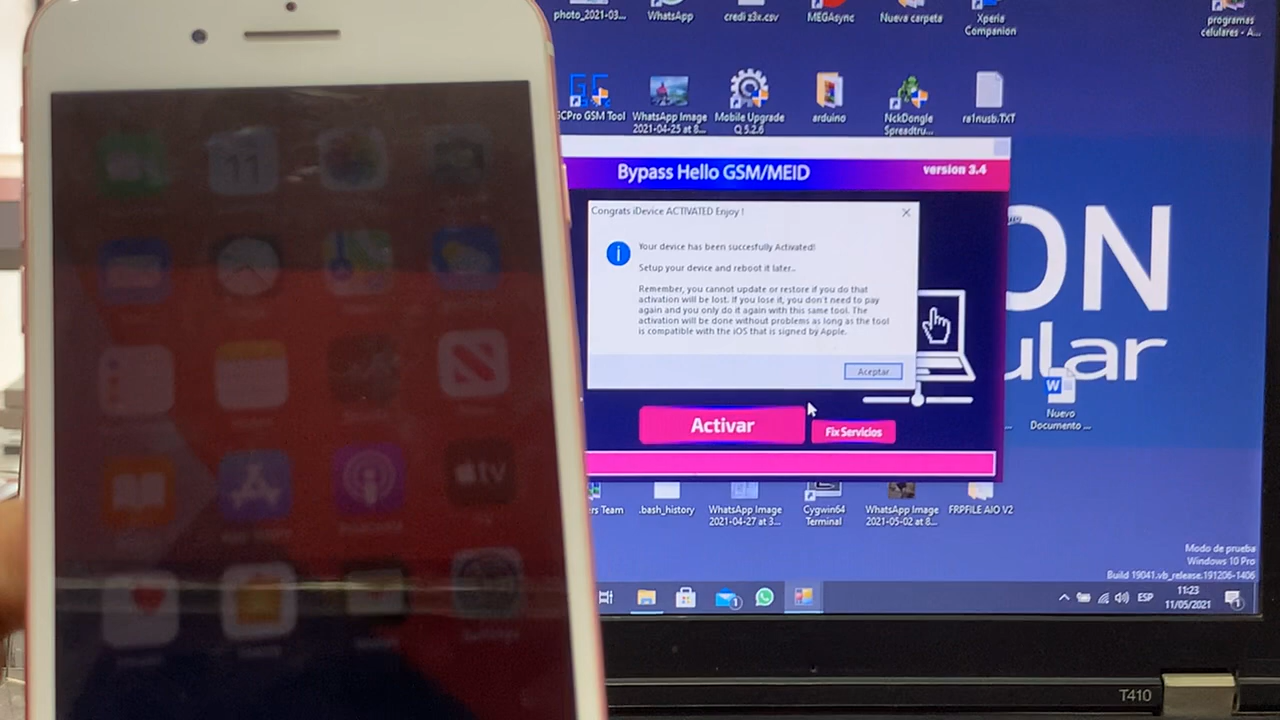 photo_2021-03...
WhatsApp
credi z3x.csv
MEGAsync
Nueva carpeta
Xperia
Companion
programas
celulares - A...
GCPro GSM Tool
WhatsApp Image
2021-04-25 at 8...
Mobile Upgrade
Q 5.2.6
arduino
NckDongle
Spreadtru...
ra1nusb.TXT
Bypass Hello GSM/MEID
version 3.4
Congrats iDevice ACTIVATED Enjoy !
Your device has been succesfully Activated!
Setup your device and reboot it later..
Remember, you cannot update or restore if you do that
activation will be lost. If you lose it, you don't need to pay
again and you only do it again with this same tool. The
activation will be done without problems as long as the tool
is compatible with the iOS that is signed by Apple.
Aceptar
Activar
Fix Servicios
ON
ular
Nuevo
Documento ...
ers Team
.bash_history
WhatsApp Image
2021-04-27 at 3...
Cygwin64
Terminal
WhatsApp Image
2021-05-02 at 8...
FRPFILE AIO V2
Modo de prueba
Windows 10 Pro
Build 19041.vb_release.191206-1406
ESP
11:23
11/05/2021
T410
11
tv